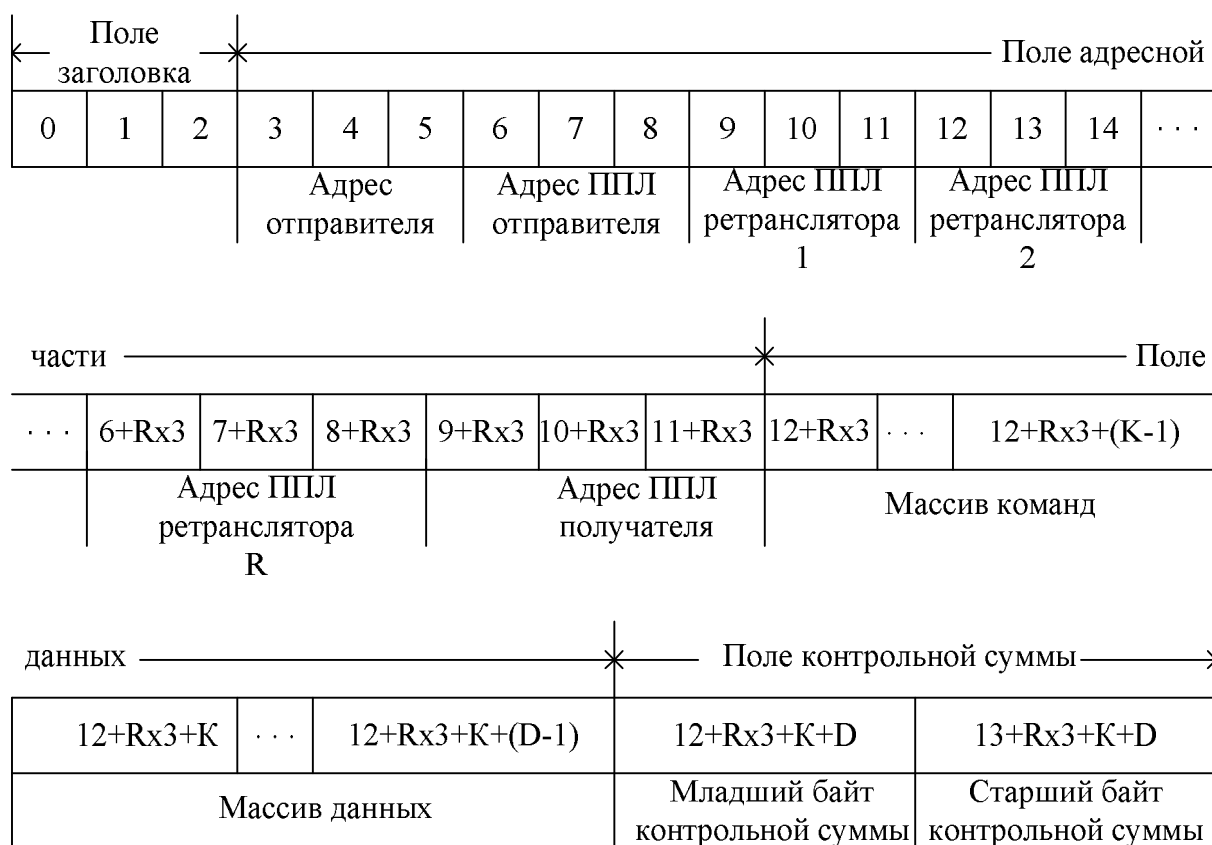 Поле
заголовка
Поле адресной
0 1 2 3 4 5 6 7 8 9 10 11 12 13 14 · · ·
Адрес отправителя
Адрес ППЛ отправителя
Адрес ППЛ ретранслятора 1
Адрес ППЛ ретранслятора 2
части
Поле
· · · 6+Rx3 7+Rx3 8+Rx3 9+Rx3 10+Rx3 11+Rx3 12+Rx3 · · · 12+Rx3+(K-1)
Адрес ППЛ ретранслятора R
Адрес ППЛ получателя
Массив команд
данных
Поле контрольной суммы
12+Rx3+K · · · 12+Rx3+K+(D-1) 12+Rx3+K+D 13+Rx3+K+D
Массив данных
Младший байт контрольной суммы
Старший байт контрольной суммы